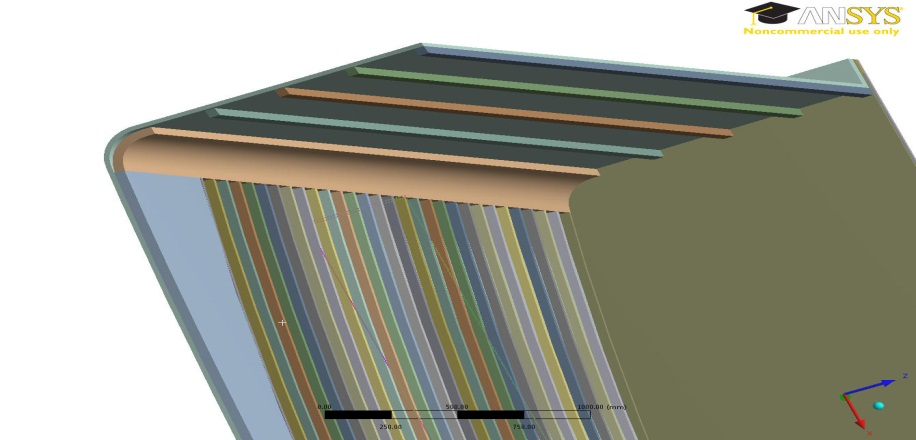 ANSYS
Noncommercial use only
0.00 500.00 1000.00 (mm)
250.00 750.00
Z
X